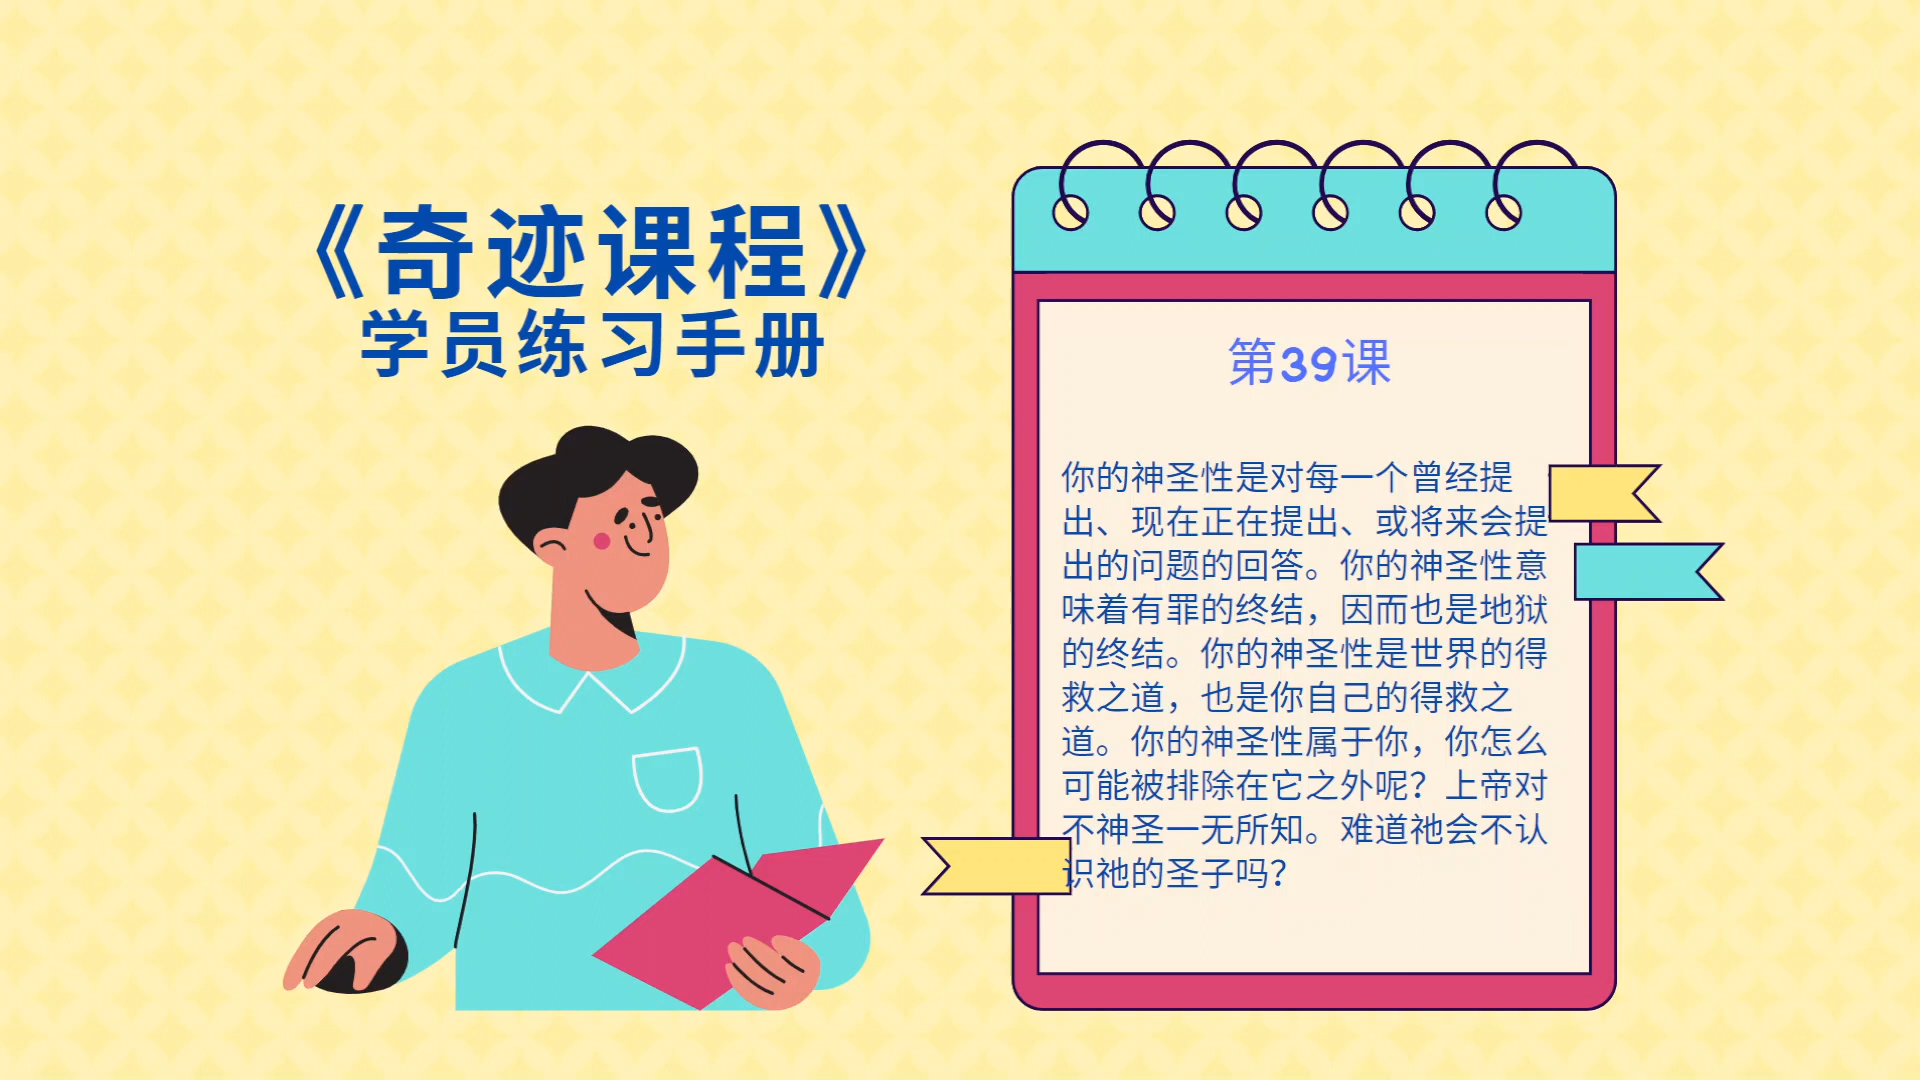 《奇迹课程》
学员练习手册
第39课
你的神圣性是对每一个曾经提
出、现在正在提出、或将来会提
出的问题的回答。你的神圣性意
味着有罪的终结，因而也是地狱
的终结。你的神圣性是世界的得
救之道，也是你自己的得救之
道。你的神圣性属于你，你怎么
可能被排除在它之外呢？上帝对
不神圣一无所知。难道祂会不认
识祂的圣子吗？